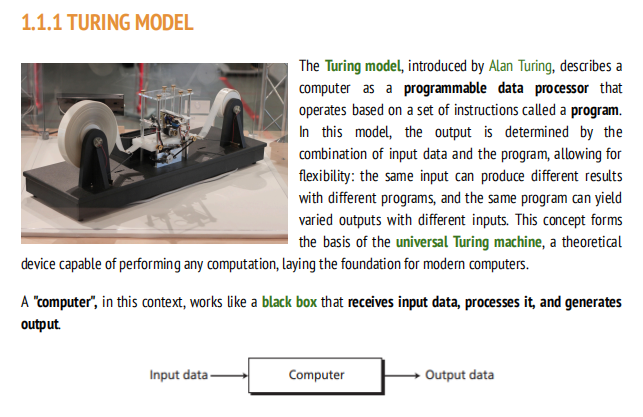 1.1.1 TURING MODEL
The Turing model, introduced by Alan Turing, describes a
computer as a programmable data processor that
operates based on a set of instructions called a program.
In this model, the output is determined by the
combination of input data and the program, allowing for
flexibility: the same input can produce different results
with different programs, and the same program can yield
varied outputs with different inputs. This concept forms
the basis of the universal Turing machine, a theoretical
device capable of performing any computation, laying the foundation for modern computers.
A "computer", in this context, works like a black box that receives input data, processes it, and generates
output.
Input data Computer Output data